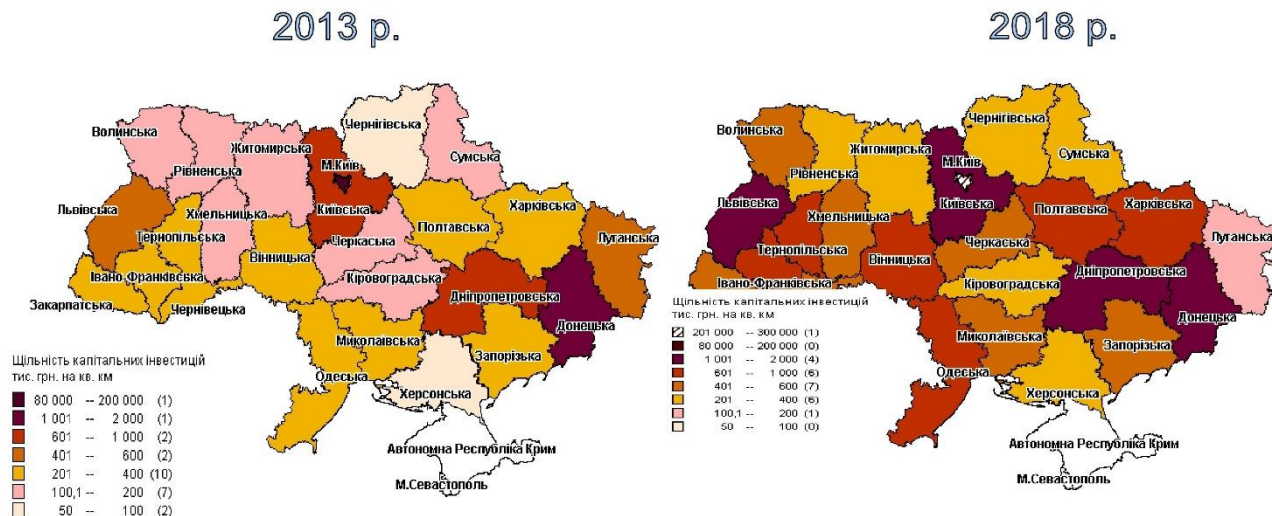 2013 р.
Волинська
Рівненська
Житомирська
Чернігівська
Сумська
М.Київ
Київська
Львівська
Тернопільська
Хмельницька
Черкаська
Полтавська
Харківська
Луганська
Вінницька
Івано-Франківська
Закарпатська
Чернівецька
Кіровоградська
Дніпропетровська
Донецька
Миколаївська
Запорізька
Одеська
Херсонська
Автономна Республіка Крим
М.Севастополь
Щільність капітальних інвестицій
тис. грн. на кв. км
80 000 -- 200 000 (1)
1 001 -- 2 000 (1)
601 -- 1 000 (2)
401 -- 600 (2)
201 -- 400 (10)
100,1 -- 200 (7)
50 -- 100 (2)
2018 р.
Волинська
Рівненська
Житомирська
Чернігівська
Сумська
М.Київ
Київська
Львівська
Тернопільська
Хмельницька
Черкаська
Полтавська
Харківська
Луганська
Вінницька
Івано-Франківська
Кіровоградська
Дніпропетровська
Донецька
Миколаївська
Запорізька
Одеська
Херсонська
Автономна Республіка Крим
М.Севастополь
Щільність капітальних інвестицій
тис. грн. на кв. км
201 000 -- 300 000 (1)
80 000 -- 200 000 (0)
1 001 -- 2 000 (4)
601 -- 1 000 (6)
401 -- 600 (7)
201 -- 400 (6)
100,1 -- 200 (1)
50 -- 100 (0)